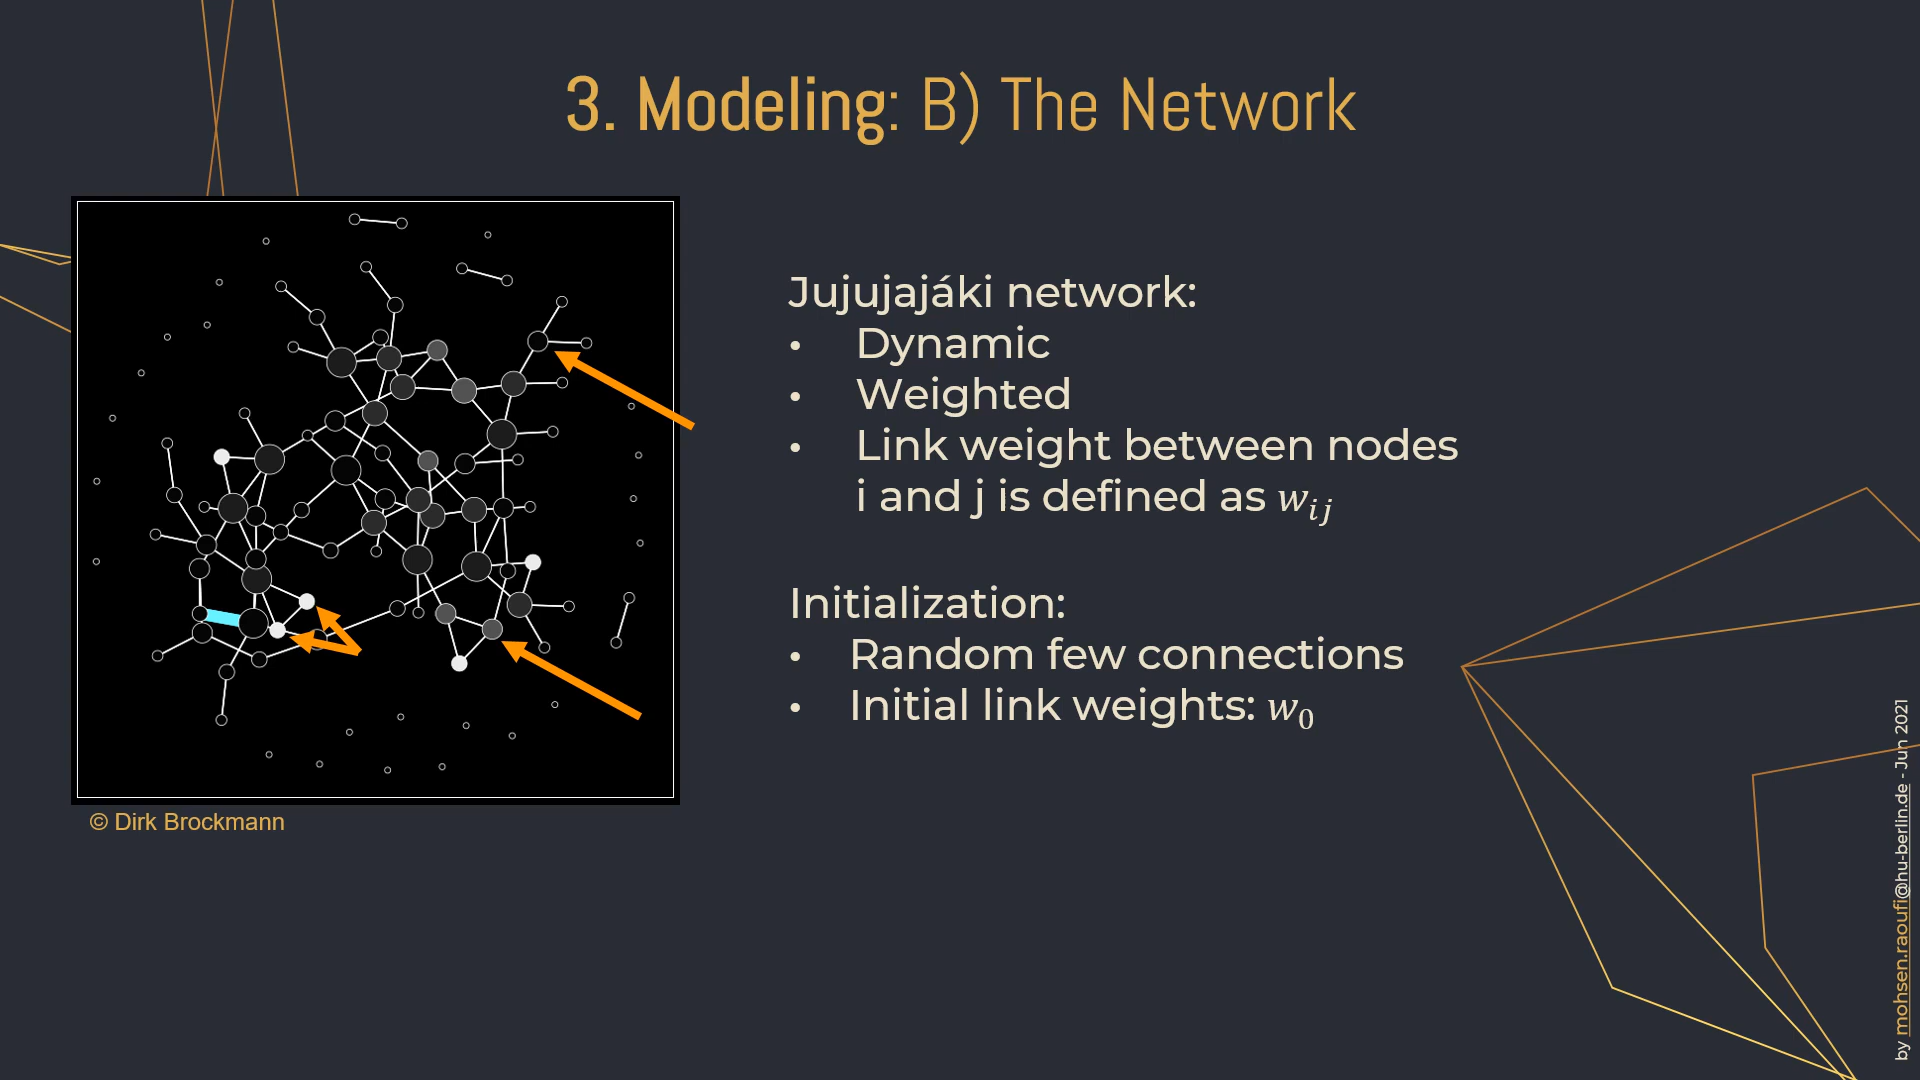 3. Modeling: B) The Network
Jujujajáki network:
• Dynamic
• Weighted
• Link weight between nodes
i and j is defined as w_{ij}
Initialization:
• Random few connections
• Initial link weights: w_0
© Dirk Brockmann
by mohsen.raoufi@hu-berlin.de - Jun 2021